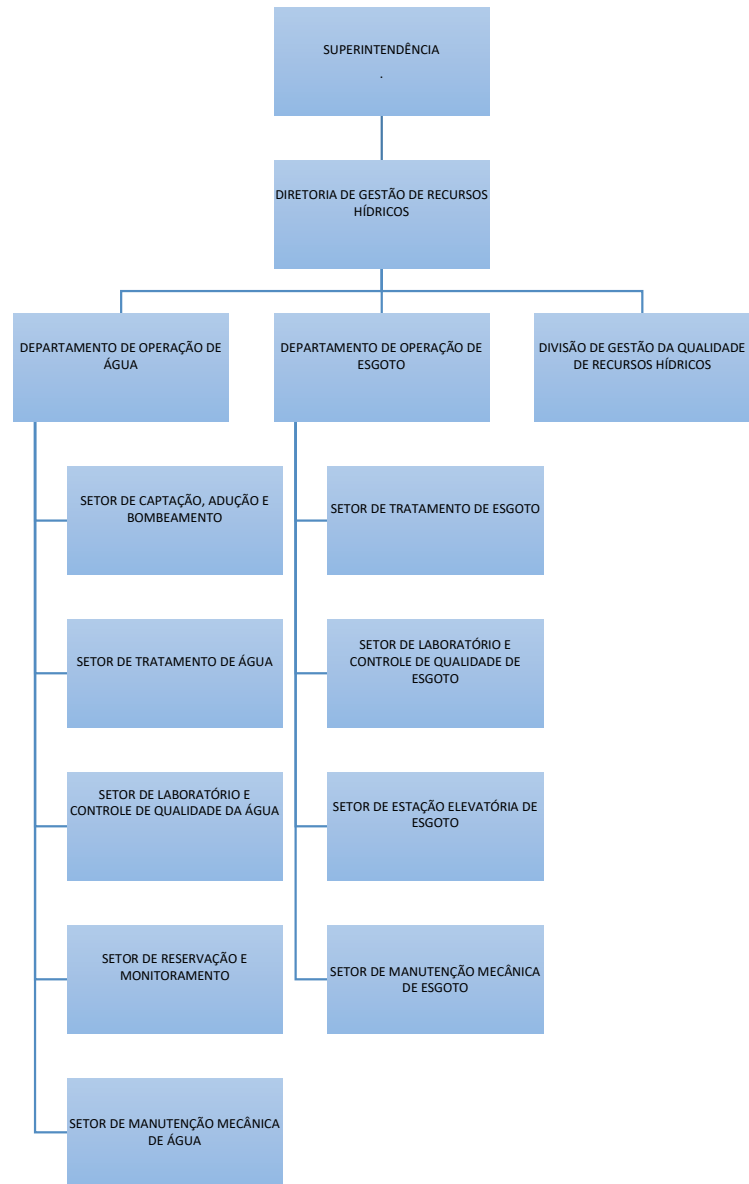 SUPERINTENDÊNCIA
.
DIRETORIA DE GESTÃO DE RECURSOS
HÍDRICOS
DEPARTAMENTO DE OPERAÇÃO DE
ÁGUA
DEPARTAMENTO DE OPERAÇÃO DE
ESGOTO
DIVISÃO DE GESTÃO DA QUALIDADE
DE RECURSOS HÍDRICOS
SETOR DE CAPTAÇÃO, ADUÇÃO E
BOMBEAMENTO
SETOR DE TRATAMENTO DE ÁGUA
SETOR DE LABORATÓRIO E
CONTROLE DE QUALIDADE DA ÁGUA
SETOR DE RESERVAÇÃO E
MONITORAMENTO
SETOR DE MANUTENÇÃO MECÂNICA
DE ÁGUA
SETOR DE TRATAMENTO DE ESGOTO
SETOR DE LABORATÓRIO E
CONTROLE DE QUALIDADE DE
ESGOTO
SETOR DE ESTAÇÃO ELEVATÓRIA DE
ESGOTO
SETOR DE MANUTENÇÃO MECÂNICA
DE ESGOTO